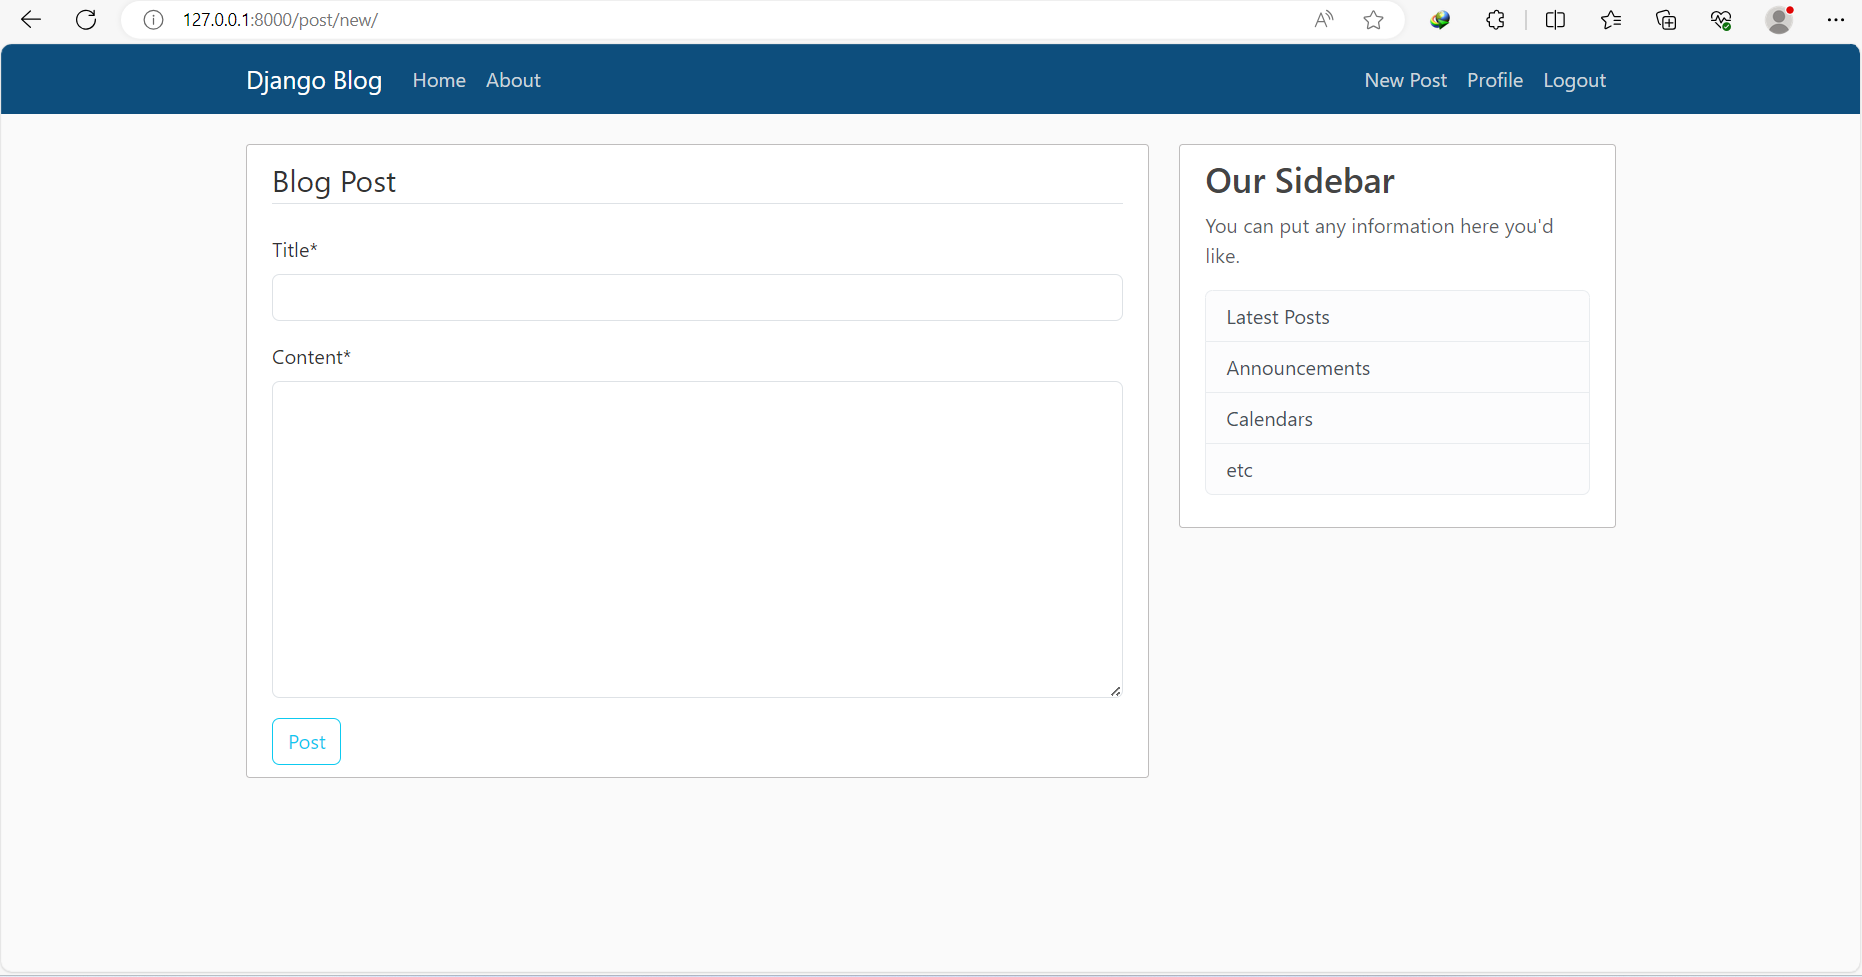 127.0.0.1:8000/post/new/
Django Blog Home About New Post Profile Logout
Blog Post
Title*
Content*
Post
Our Sidebar
You can put any information here you'd
like.
Latest Posts
Announcements
Calendars
etc